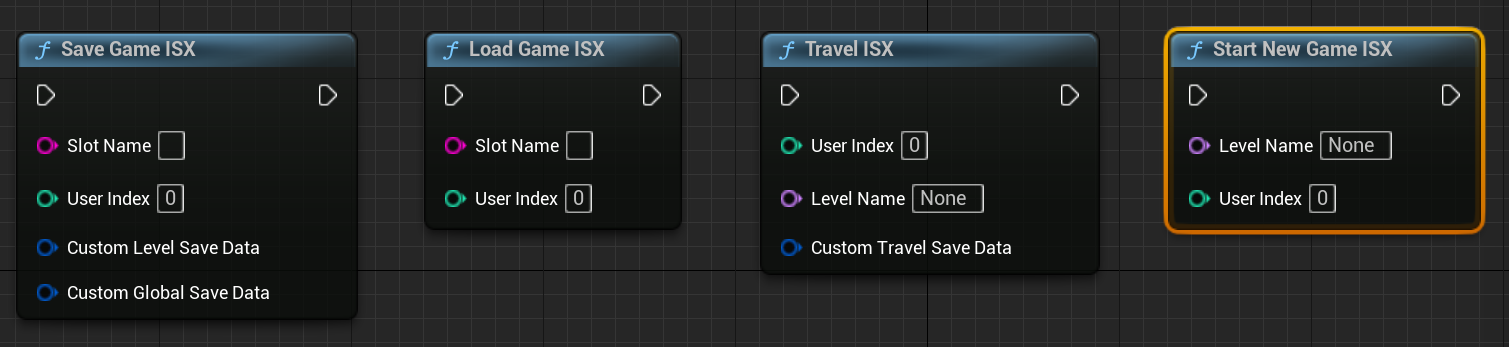 Save Game ISX
Slot Name
User Index 0
Custom Level Save Data
Custom Global Save Data
Load Game ISX
Slot Name
User Index 0
Travel ISX
User Index 0
Level Name None
Custom Travel Save Data
Start New Game ISX
Level Name None
User Index 0